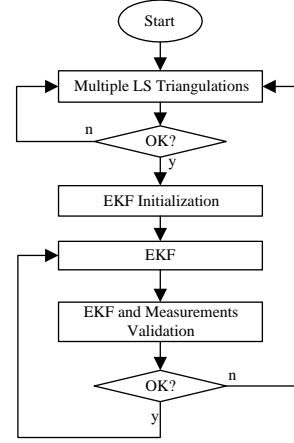 Start
Multiple LS Triangulations
n
OK?
y
EKF Initialization
EKF
EKF and Measurements
Validation
OK?
n
y